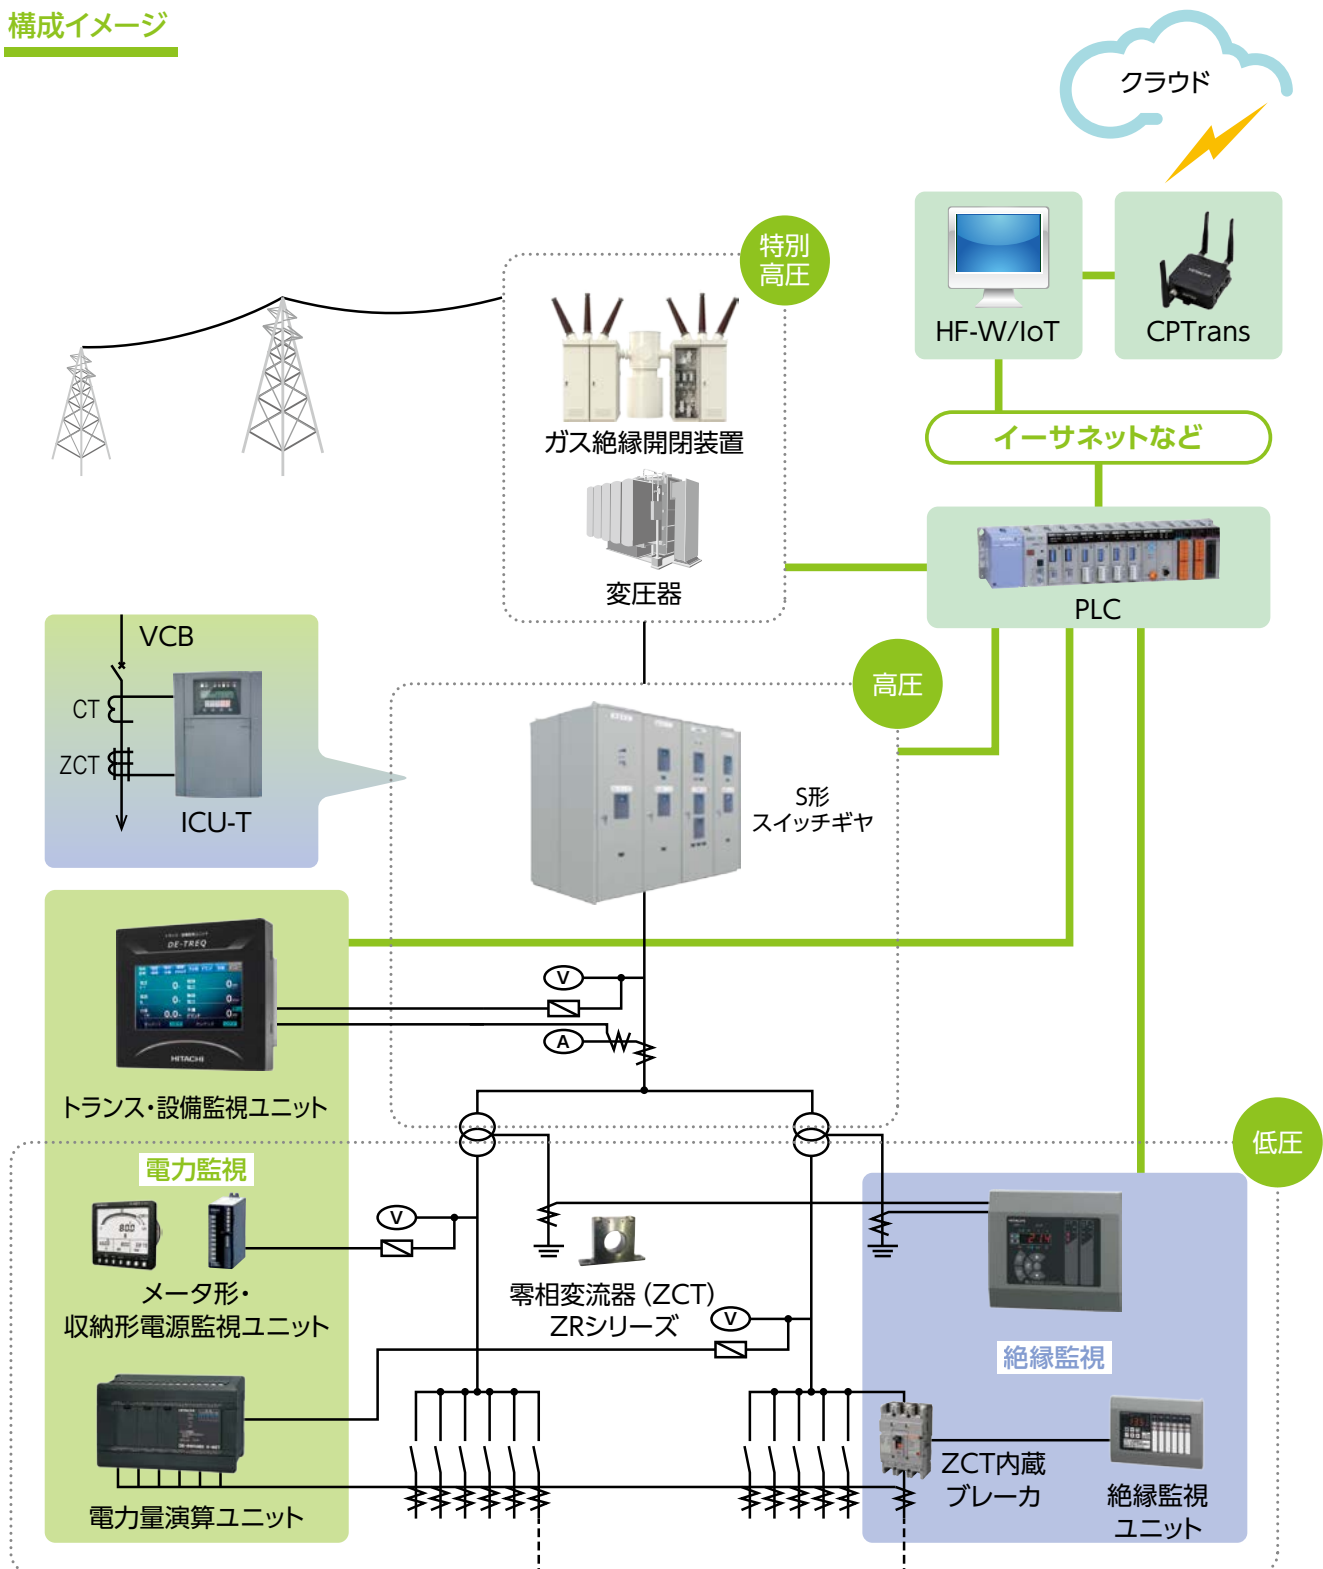 構成イメージ
クラウド
特別
高圧
HF-W/IoT
CPTrans
ガス絶縁開閉装置
イーサネットなど
変圧器
PLC
VCB
CT
ZCT
ICU-T
高圧
S形
スイッチギヤ
DE-TREQ
HITACHI
V
A
トランス・設備監視ユニット
低圧
電力監視
V
メータ形・
収納形電源監視ユニット
零相変流器(ZCT)
ZRシリーズ
V
絶縁監視
ZCT内蔵
ブレーカ
絶縁監視
ユニット
電力量演算ユニット